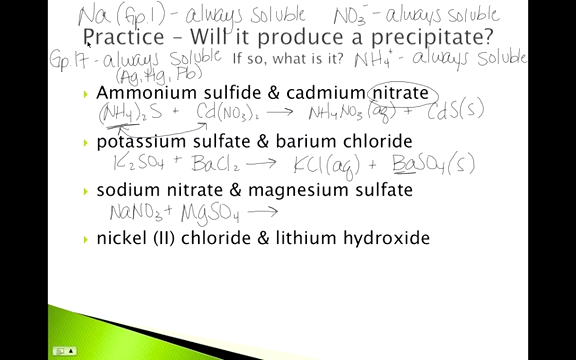 Na (Gp. 1) - always soluble NO₃⁻ - always soluble
Practice – Will it produce a precipitate?
Gp. 17 - always soluble If so, what is it? NH₄⁺ - always soluble
(Ag, Hg, Pb)
Ammonium sulfide & cadmium nitrate
(NH₄)₂S + Cd(NO₃)₂ → NH₄NO₃(aq) + CdS(s)
potassium sulfate & barium chloride
K₂SO₄ + BaCl₂ → KCl(aq) + BaSO₄(s)
sodium nitrate & magnesium sulfate
NaNO₃ + MgSO₄ →
nickel (II) chloride & lithium hydroxide